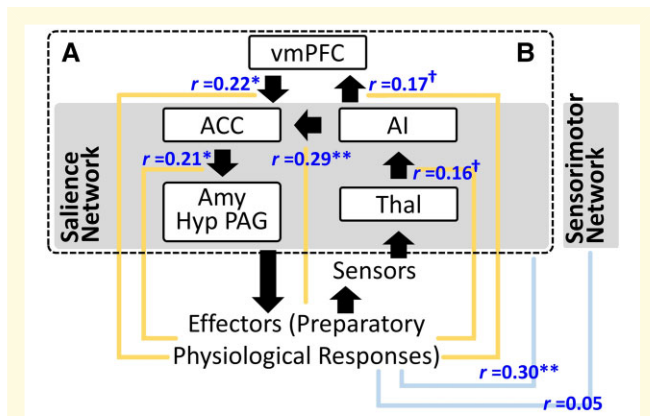 A
vmPFC
B
r=0.22*
r=0.17†
ACC
AI
r=0.21*
r=0.29**
r=0.16†
Amy
Hyp PAG
Thal
Salience
Network
Sensorimotor
Network
Sensors
Effectors (Preparatory
Physiological Responses)
r=0.30**
r=0.05